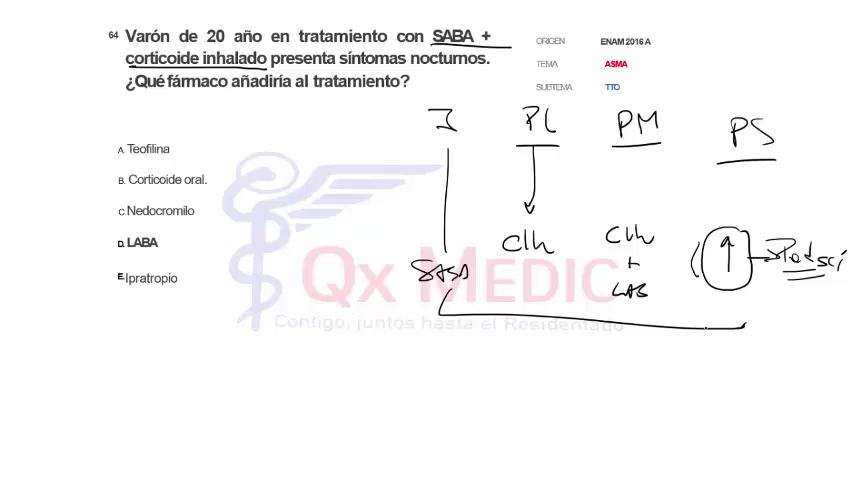 64 Varón de 20 año en tratamiento con SABA +
corticoide inhalado presenta síntomas nocturnos.
¿Qué fármaco añadiría al tratamiento?
ORIGEN ENAM 2016 A
TEMA ASMA
SUBTEMA TTO
A. Teofilina
B. Corticoide oral.
C. Nedocromilo
D. LABA
E. Ipratropio
I PL PM PS
CIh CIh
+
SABA
Qx MEDIC
Contigo, juntos hasta el Residentado